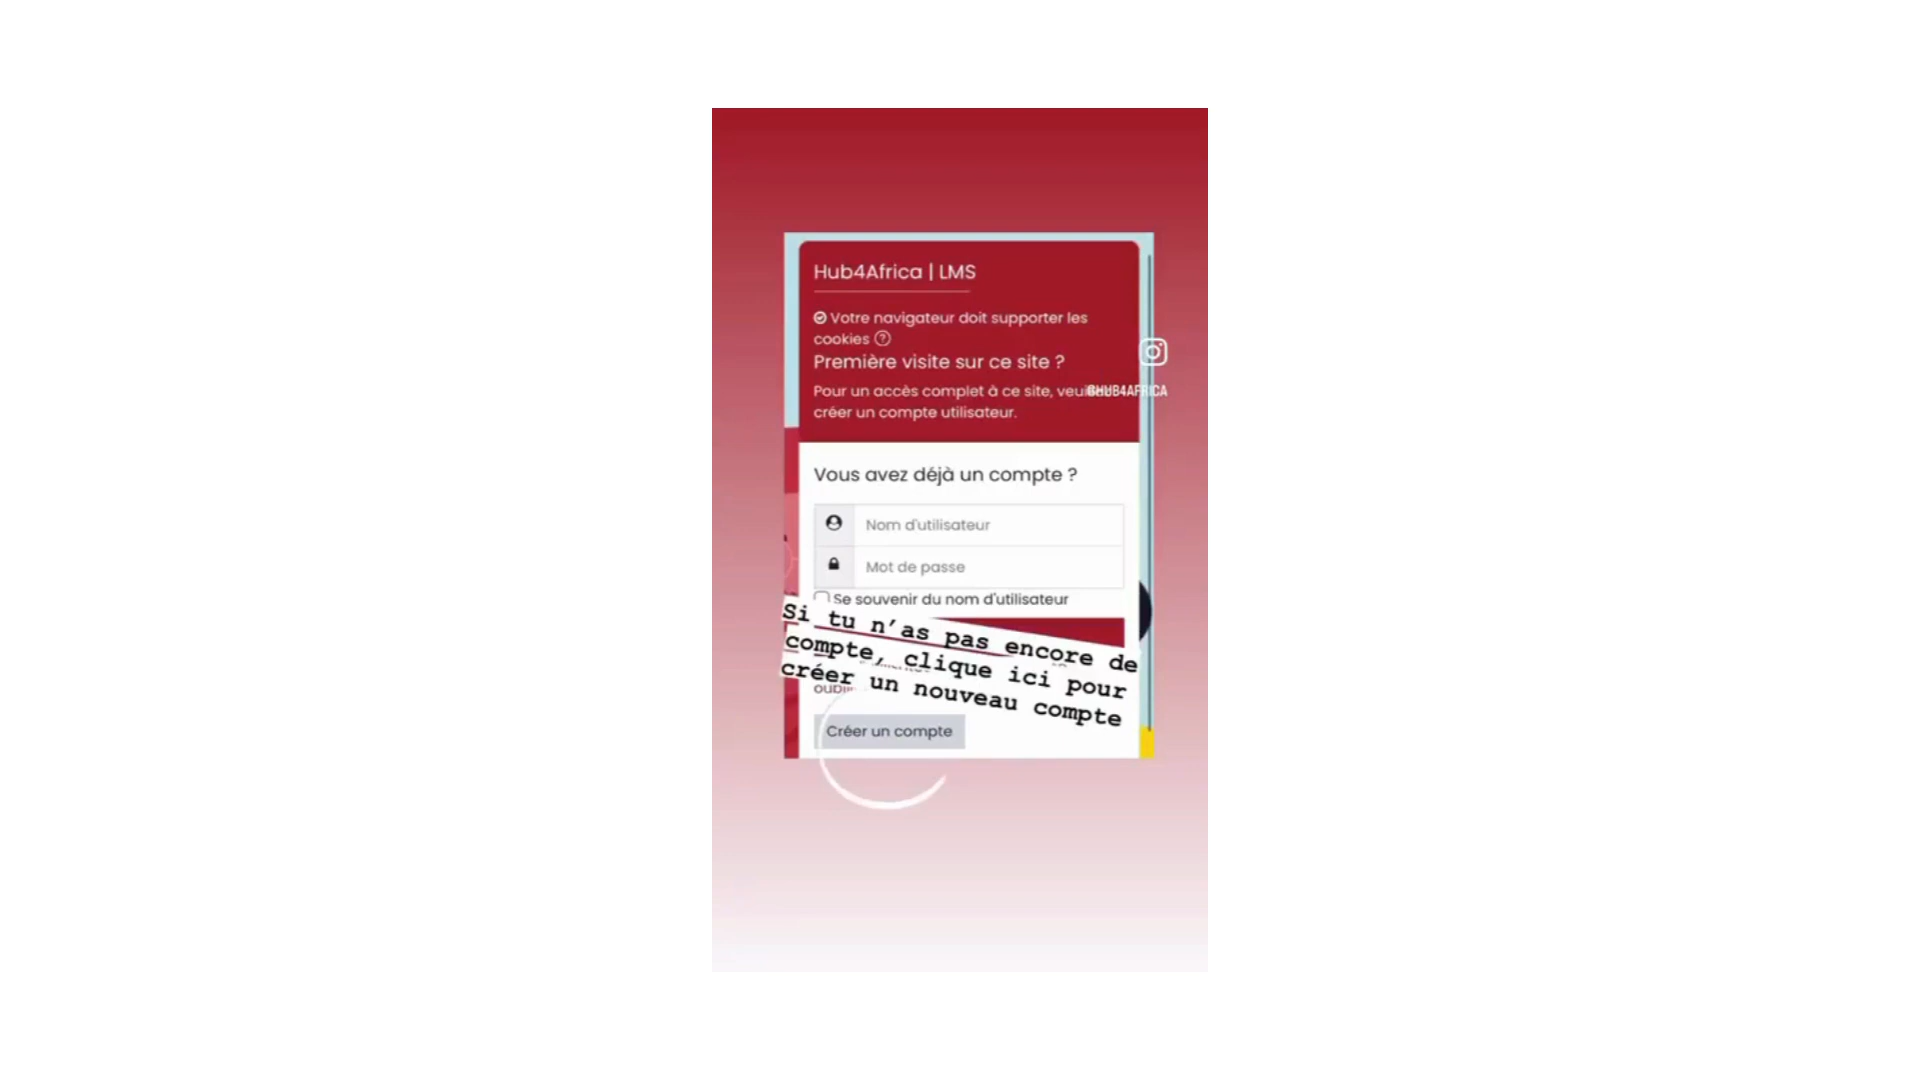 Hub4Africa | LMS
Votre navigateur doit supporter les
cookies ?
Première visite sur ce site ?
Pour un accès complet à ce site,
@HUB4AFRICA
créer un compte utilisateur.
Vous avez déjà un compte ?
Nom d'utilisateur
Mot de passe
Se souvenir du nom d'utilisateur
Si tu n'as pas encore de
compte, clique ici pour
créer un nouveau compte
Créer un compte